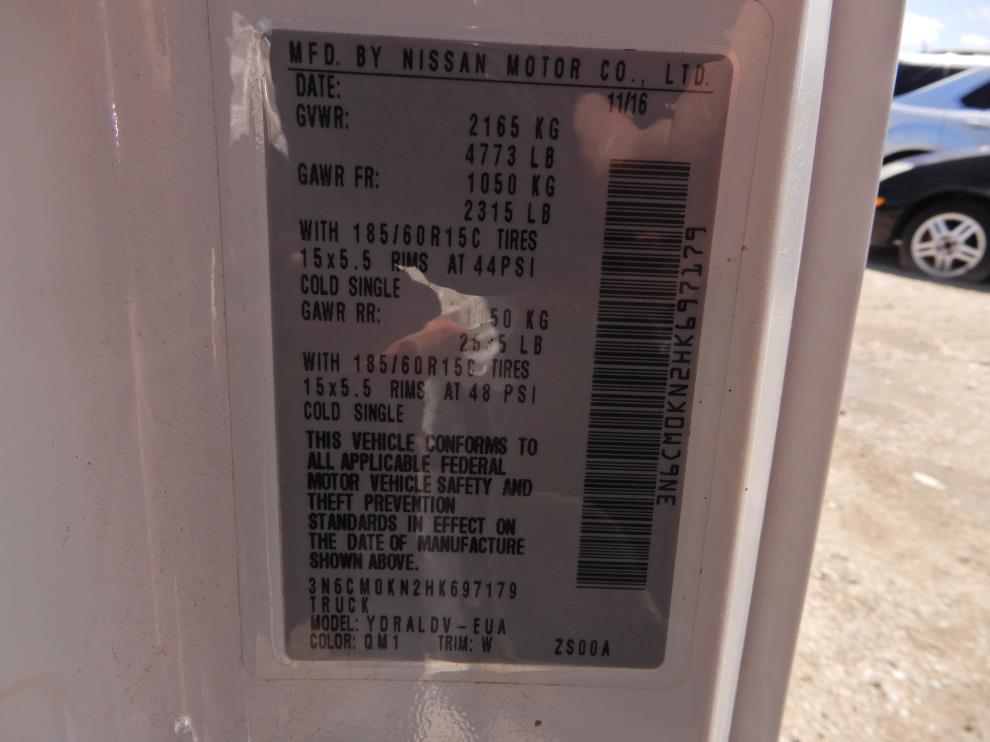 MFD. BY NISSAN MOTOR CO., LTD.
DATE: 11/16
GVWR: 2165 KG
4773 LB
GAWR FR: 1050 KG
2315 LB
WITH 185/60R15C TIRES
15x5.5 RIMS AT 44PSI
COLD SINGLE
GAWR RR: KG
LB
WITH 185/60R15C TIRES
15x5.5 RIMS AT 48 PSI
COLD SINGLE
THIS VEHICLE CONFORMS TO
ALL APPLICABLE FEDERAL
MOTOR VEHICLE SAFETY AND
THEFT PREVENTION
STANDARDS IN EFFECT ON
THE DATE OF MANUFACTURE
SHOWN ABOVE.
3N6CM0KN2HK697179
TRUCK
MODEL: YDRALDV-EUA
COLOR: QM1 TRIM: W ZS00A
3N6CM0KN2HK697179